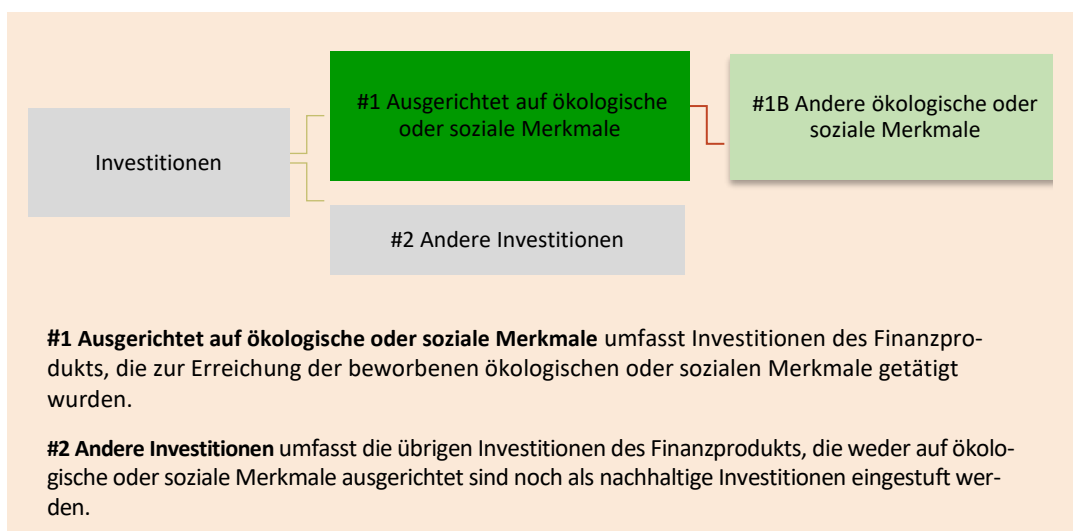 #1 Ausgerichtet auf ökologische
oder soziale Merkmale
#1B Andere ökologische oder
soziale Merkmale
Investitionen
#2 Andere Investitionen
#1 Ausgerichtet auf ökologische oder soziale Merkmale umfasst Investitionen des Finanzpro-
dukts, die zur Erreichung der beworbenen ökologischen oder sozialen Merkmale getätigt
wurden.
#2 Andere Investitionen umfasst die übrigen Investitionen des Finanzprodukts, die weder auf ökolo-
gische oder soziale Merkmale ausgerichtet sind noch als nachhaltige Investitionen eingestuft wer-
den.